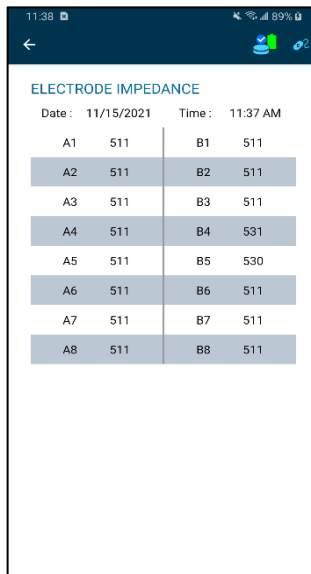 11:38 89%
ELECTRODE IMPEDANCE
Date : 11/15/2021 Time : 11:37 AM
A1 511 B1 511
A2 511 B2 511
A3 511 B3 511
A4 511 B4 531
A5 511 B5 530
A6 511 B6 511
A7 511 B7 511
A8 511 B8 511